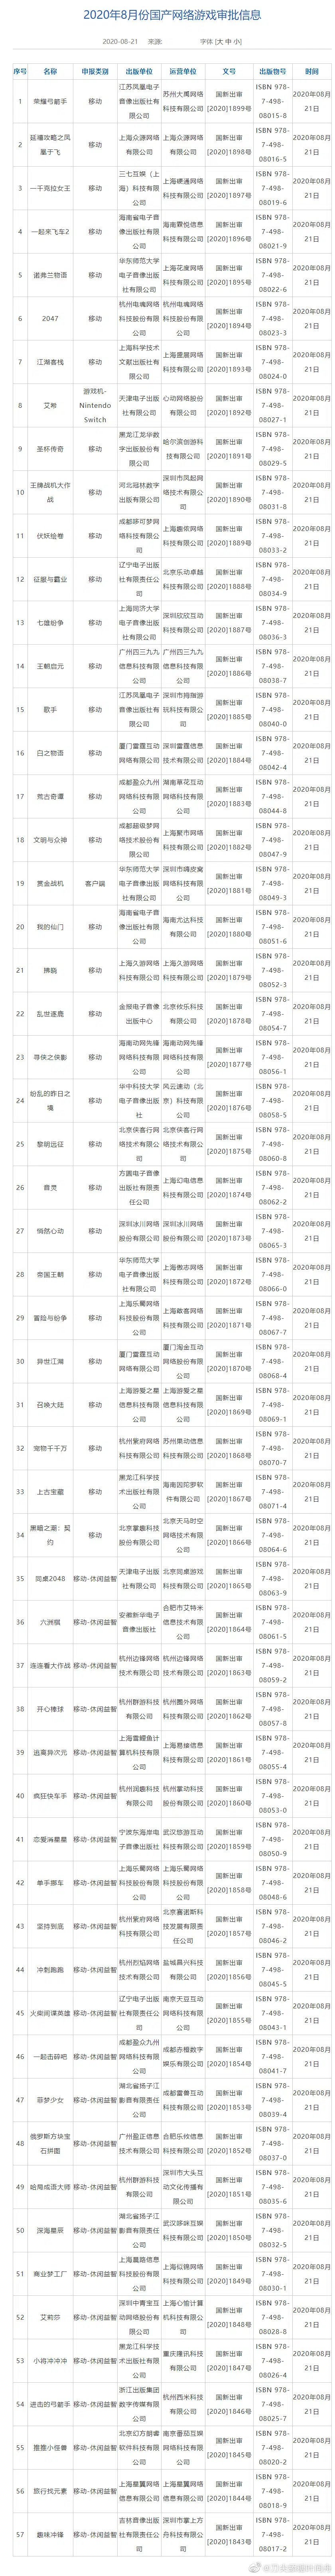 2020年8月份国产网络游戏审批信息
2020-08-21 来源: 字体 [大 中 小]
序号 名称 申报类别 出版单位 运营单位 文号 出版物号 时间
1 荣耀弓箭手 移动 江苏凤凰电子音像出版社有限公司 苏州大禹网络科技有限公司 国新出审[2020]1899号 ISBN 978-7-498-08015-8 2020年08月21日
2 延禧攻略之凤凰于飞 移动 上海众源网络有限公司 上海众源网络有限公司 国新出审[2020]1898号 ISBN 978-7-498-08016-5 2020年08月21日
3 一千克拉女王 移动 三七互娱（上海）科技有限公司 上海硬通网络科技有限公司 国新出审[2020]1897号 ISBN 978-7-498-08019-6 2020年08月21日
4 一起来飞车2 移动 海南省电子音像出版社有限公司 海南霖悦信息科技有限公司 国新出审[2020]1896号 ISBN 978-7-498-08021-9 2020年08月21日
5 诺弗兰物语 移动 华东师范大学电子音像出版社有限公司 上海花度网络科技有限公司 国新出审[2020]1895号 ISBN 978-7-498-08022-6 2020年08月21日
6 2047 移动 杭州电魂网络科技股份有限公司 杭州电魂网络科技股份有限公司 国新出审[2020]1894号 ISBN 978-7-498-08023-3 2020年08月21日
7 江湖客栈 移动 上海科学技术文献出版社有限公司 上海提展网络科技有限公司 国新出审[2020]1893号 ISBN 978-7-498-08024-0 2020年08月21日
8 艾希 游戏机-Nintendo Switch 天津电子出版社有限公司 心动网络股份有限公司 国新出审[2020]1892号 ISBN 978-7-498-08027-1 2020年08月21日
9 圣杯传奇 移动 黑龙江龙华数字出版股份有限公司 哈尔滨创游科技有限公司 国新出审[2020]1891号 ISBN 978-7-498-08029-5 2020年08月21日
10 王牌战机大作战 移动 河北冠林数字出版有限公司 深圳市凤起网络技术有限公司 国新出审[2020]1890号 ISBN 978-7-498-08031-8 2020年08月21日
11 伏妖绘卷 移动 成都哆可梦网络科技有限公司 上海趣炽网络科技有限公司 国新出审[2020]1889号 ISBN 978-7-498-08033-2 2020年08月21日
12 征服与霸业 移动 辽宁电子出版社有限责任公司 北京乐动卓越科技有限公司 国新出审[2020]1888号 ISBN 978-7-498-08034-9 2020年08月21日
13 七雄纷争 移动 上海同济大学电子音像出版社有限公司 深圳欣欣互动科技有限公司 国新出审[2020]1887号 ISBN 978-7-498-08036-3 2020年08月21日
14 王朝启元 移动 广州四三九九信息科技有限公司 广州四三九九信息科技有限公司 国新出审[2020]1886号 ISBN 978-7-498-08038-7 2020年08月21日
15 歌手 移动 江苏凤凰电子音像出版社有限公司 深圳市拇指游玩科技有限公司 国新出审[2020]1885号 ISBN 978-7-498-08040-0 2020年08月21日
16 白之物语 移动 厦门雷霆互动网络有限公司 深圳雷霆信息技术有限公司 国新出审[2020]1884号 ISBN 978-7-498-08042-4 2020年08月21日
17 荒古奇谭 移动 成都盈众九州网络科技有限公司 湖南草花互动网络科技有限公司 国新出审[2020]1883号 ISBN 978-7-498-08044-8 2020年08月21日
18 文明与众神 移动 成都超级梦网络技术股份有限公司 上海聚市网络科技有限公司 国新出审[2020]1882号 ISBN 978-7-498-08047-9 2020年08月21日
19 赏金战机 客户端 华东师范大学电子音像出版社有限公司 深圳市嗨皮窝网络科技有限公司 国新出审[2020]1881号 ISBN 978-7-498-08049-3 2020年08月21日
20 我的仙门 移动 海南省电子音像出版社有限公司 海南尤达科技有限公司 国新出审[2020]1880号 ISBN 978-7-498-08051-6 2020年08月21日
21 拂晓 移动 上海久游网络科技有限公司 上海久游网络科技有限公司 国新出审[2020]1879号 ISBN 978-7-498-08052-3 2020年08月21日
22 乱世逐鹿 移动 金报电子音像出版中心 北京攸乐科技有限公司 国新出审[2020]1878号 ISBN 978-7-498-08054-7 2020年08月21日
23 寻侠之侠影 移动 海南动网先锋网络科技有限公司 海南动网先锋网络科技有限公司 国新出审[2020]1877号 ISBN 978-7-498-08056-1 2020年08月21日
24 纷乱的昨日之境 移动 华中科技大学电子音像出版社 风云速动（北京）科技有限公司 国新出审[2020]1876号 ISBN 978-7-498-08058-5 2020年08月21日
25 黎明远征 移动 北京侠客行网络技术有限公司 北京侠客行网络技术有限公司 国新出审[2020]1875号 ISBN 978-7-498-08060-8 2020年08月21日
26 音灵 移动 方圆电子音像出版社有限责任公司 上海幻电信息科技有限公司 国新出审[2020]1874号 ISBN 978-7-498-08062-2 2020年08月21日
27 悄然心动 移动 深圳冰川网络股份有限公司 深圳冰川网络股份有限公司 国新出审[2020]1873号 ISBN 978-7-498-08065-3 2020年08月21日
28 帝国王朝 移动 华东师范大学电子音像出版社有限公司 上海傲志网络科技有限公司 国新出审[2020]1872号 ISBN 978-7-498-08066-0 2020年08月21日
29 冒险与纷争 移动 上海乐蜀网络科技股份有限公司 上海敢客网络科技有限公司 国新出审[2020]1871号 ISBN 978-7-498-08067-7 2020年08月21日
30 异世江湖 移动 厦门雷霆互动网络有限公司 厦门淘金互动网络股份有限公司 国新出审[2020]1870号 ISBN 978-7-498-08068-4 2020年08月21日
31 召唤大陆 移动 上海游爱之星信息科技有限公司 上海游爱之星信息科技有限公司 国新出审[2020]1869号 ISBN 978-7-498-08069-1 2020年08月21日
32 宠物千千万 移动 杭州紫府网络科技有限公司 苏州果动信息科技有限公司 国新出审[2020]1868号 ISBN 978-7-498-08070-7 2020年08月21日
33 上古宝藏 移动 黑龙江科学技术出版社有限公司 海南因陀罗软件有限公司 国新出审[2020]1867号 ISBN 978-7-498-08071-4 2020年08月21日
34 黑暗之潮：契约 移动 北京掌趣科技股份有限公司 北京天马时空网络技术有限公司 国新出审[2020]1866号 ISBN 978-7-498-08064-6 2020年08月21日
35 同桌2048 移动-休闲益智 天津电子出版社有限公司 北京同桌游戏科技有限公司 国新出审[2020]1865号 ISBN 978-7-498-08063-9 2020年08月21日
36 六洲棋 移动-休闲益智 安徽新华电子音像出版社 合肥市艾特米信息技术有限公司 国新出审[2020]1864号 ISBN 978-7-498-08061-5 2020年08月21日
37 连连看大作战 移动-休闲益智 杭州边锋网络技术有限公司 杭州边锋网络技术有限公司 国新出审[2020]1863号 ISBN 978-7-498-08059-2 2020年08月21日
38 开心棒球 移动-休闲益智 杭州群游科技有限公司 杭州圈外网络科技有限公司 国新出审[2020]1862号 ISBN 978-7-498-08057-8 2020年08月21日
39 逃离异次元 移动-休闲益智 上海雷鳗鱼计算机科技有限公司 上海易维信息科技有限公司 国新出审[2020]1861号 ISBN 978-7-498-08055-4 2020年08月21日
40 疯狂快车手 移动-休闲益智 杭州润趣科技有限公司 杭州掌动科技股份有限公司 国新出审[2020]1860号 ISBN 978-7-498-08053-0 2020年08月21日
41 恋爱消星星 移动-休闲益智 宁波东海岸电子音像出版社 武汉悠游互动科技有限公司 国新出审[2020]1859号 ISBN 978-7-498-08050-9 2020年08月21日
42 单手挪车 移动-休闲益智 上海乐蜀网络科技股份有限公司 上海乐蜀网络科技股份有限公司 国新出审[2020]1858号 ISBN 978-7-498-08048-6 2020年08月21日
43 坚持到底 移动-休闲益智 杭州紫府网络科技有限公司 北京赛诺斯科技发展有限责任公司 国新出审[2020]1857号 ISBN 978-7-498-08046-2 2020年08月21日
44 冲刺跑跑 移动-休闲益智 杭州烈焰网络技术有限公司 盐城晨兴科技有限公司 国新出审[2020]1856号 ISBN 978-7-498-08045-5 2020年08月21日
45 火柴间谍英雄 移动-休闲益智 辽宁电子出版社有限责任公司 南京天豆互动网络科技有限公司 国新出审[2020]1855号 ISBN 978-7-498-08043-1 2020年08月21日
46 一起击碎吧 移动-休闲益智 成都盈众九州网络科技有限公司 成都赤橙数字娱乐有限公司 国新出审[2020]1854号 ISBN 978-7-498-08041-7 2020年08月21日
47 菲梦少女 移动-休闲益智 湖北省扬子江影音有限责任公司 成都雷兽互动科技有限公司 国新出审[2020]1853号 ISBN 978-7-498-08039-4 2020年08月21日
48 俄罗斯方块宝石拼图 移动-休闲益智 广州盈正信息技术有限公司 合肥乐攸信息科技有限公司 国新出审[2020]1852号 ISBN 978-7-498-08037-0 2020年08月21日
49 哈局成语大师 移动-休闲益智 杭州群游科技有限公司 深圳市大头互动文化传播有限公司 国新出审[2020]1851号 ISBN 978-7-498-08035-6 2020年08月21日
50 深海星辰 移动-休闲益智 湖北省扬子江影音有限责任公司 武汉哆咪互娱科技有限公司 国新出审[2020]1850号 ISBN 978-7-498-08032-5 2020年08月21日
51 商业梦工厂 移动-休闲益智 上海晨路信息科技股份有限公司 上海似锦网络科技有限公司 国新出审[2020]1849号 ISBN 978-7-498-08030-1 2020年08月21日
52 艾莉莎 移动-休闲益智 深圳中青宝互动网络股份有限公司 上海心愉计算机科技有限公司 国新出审[2020]1848号 ISBN 978-7-498-08028-8 2020年08月21日
53 小将冲冲冲 移动-休闲益智 黑龙江科学技术出版社有限公司 重庆隆讯科技有限公司 国新出审[2020]1847号 ISBN 978-7-498-08026-4 2020年08月21日
54 进击的弓箭手 移动-休闲益智 浙江出版集团数字传媒有限公司 杭州西米科技有限公司 国新出审[2020]1846号 ISBN 978-7-498-08025-7 2020年08月21日
55 推推小怪兽 移动-休闲益智 北京幻方朗睿软件科技有限公司 南京番茄互娱网络科技有限公司 国新出审[2020]1845号 ISBN 978-7-498-08020-2 2020年08月21日
56 旅行找元素 移动-休闲益智 上海星翼网络信息有限公司 上海星翼网络信息有限公司 国新出审[2020]1844号 ISBN 978-7-498-08018-9 2020年08月21日
57 趣味冲锋 移动-休闲益智 吉林音像出版社有限责任公司 深圳市掌上方舟科技有限公司 国新出审[2020]1843号 ISBN 978-7-498-08017-2 2020年08月21日